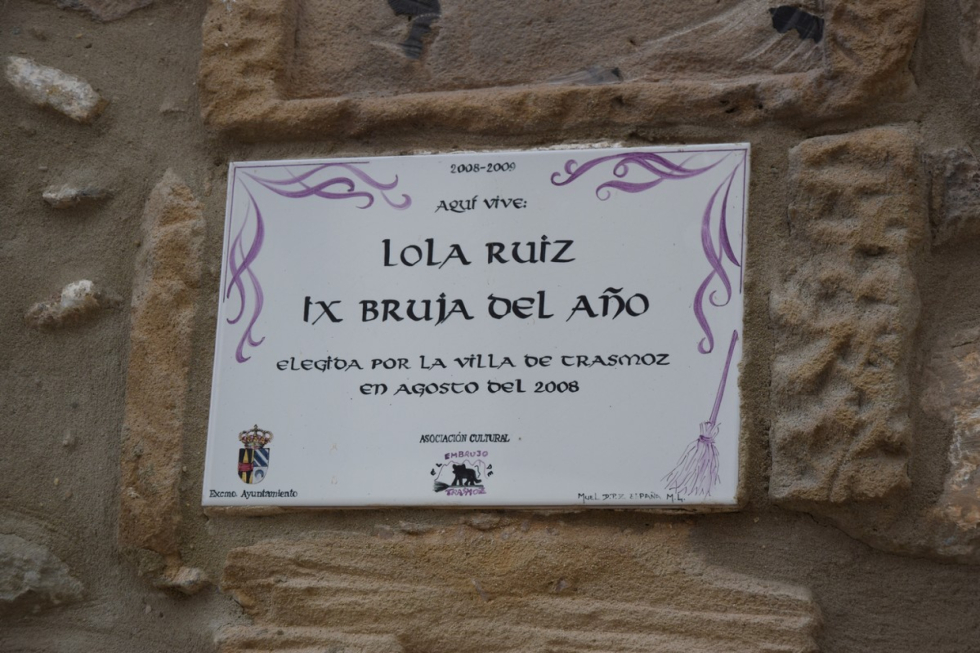 2008-2009
AQUÍ VIVE:
LOLA RUIZ
IX BRUJA DEL AÑO
ELEGIDA POR LA VILLA DE TRASMOZ
EN AGOSTO DEL 2008
ASOCIACIÓN CULTURAL
EMBRUJO
TRASMOZ
Excmo. Ayuntamiento